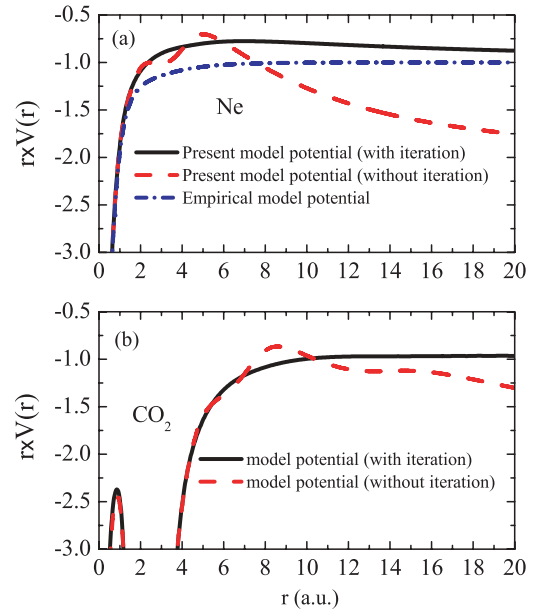 -0.5
(a)
-1.0
Ne
-1.5
Present model potential (with iteration)
-2.0
Present model potential (without iteration)
Empirical model potential
-2.5
-3.0
rxV(r)
0 2 4 6 8 10 12 14 16 18 20
-0.5
(b)
-1.0
CO2
-1.5
-2.0
model potential (with iteration)
model potential (without iteration)
-2.5
-3.0
rxV(r)
0 2 4 6 8 10 12 14 16 18 20
r (a.u.)